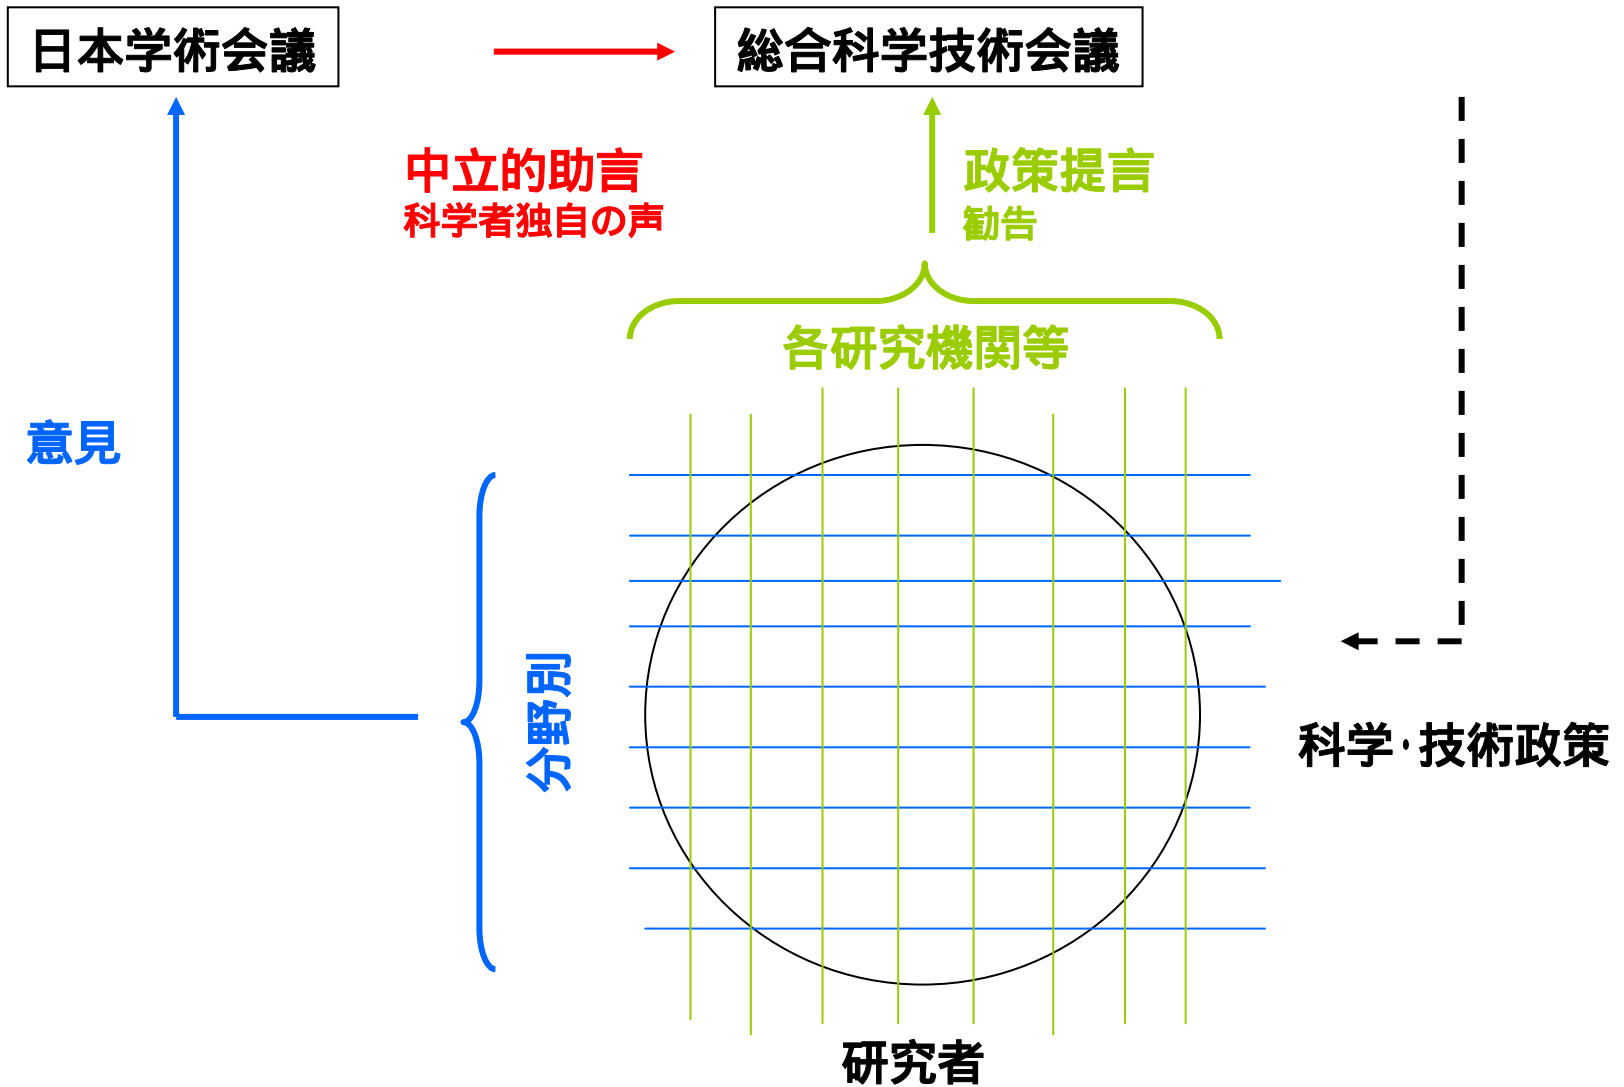 日本学術会議
総合科学技術会議
中立的助言
科学者独自の声
政策提言
勧告
各研究機関等
意見
分野別
科学・技術政策
研究者